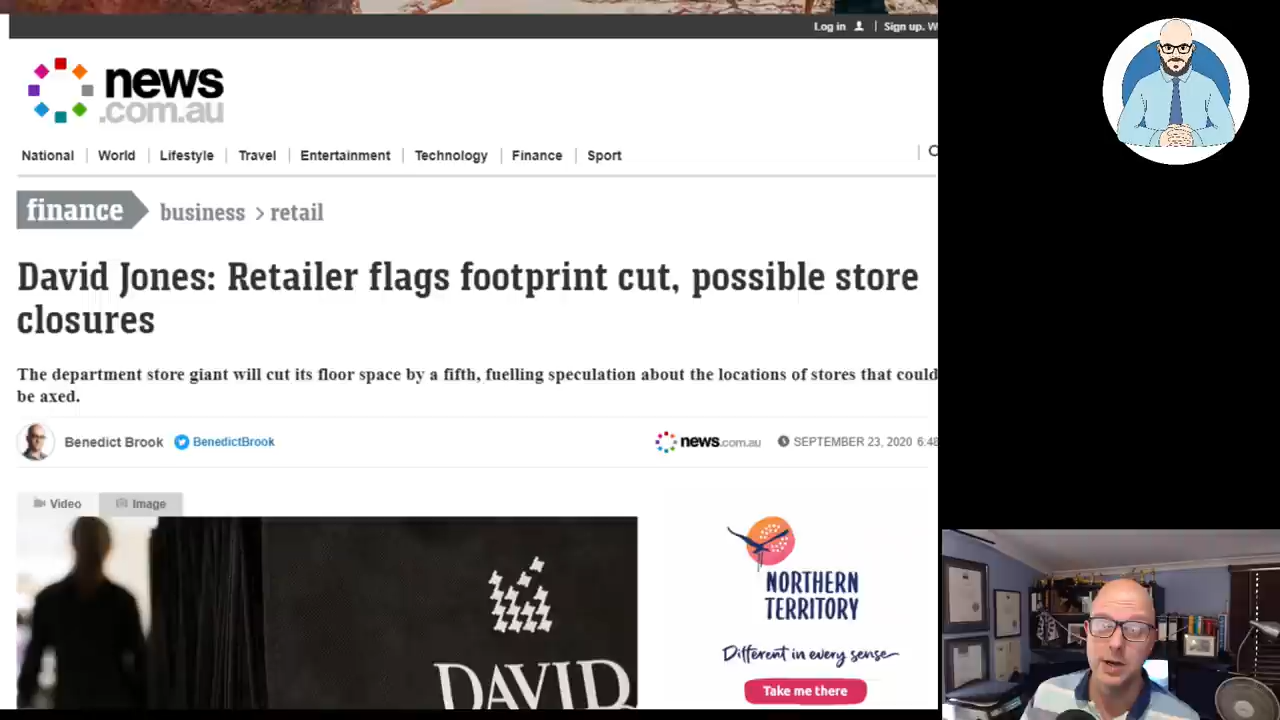 Log in
Sign up.
news
.com.au
National
World
Lifestyle
Travel
Entertainment
Technology
Finance
Sport
finance
business > retail
David Jones: Retailer flags footprint cut, possible store
closures
The department store giant will cut its floor space by a fifth, fuelling speculation about the locations of stores that could
be axed.
Benedict Brook
BenedictBrook
news.com.au
SEPTEMBER 23, 2020 6:48
Video
Image
DAVID
NORTHERN
TERRITORY
Different in every sense
Take me there